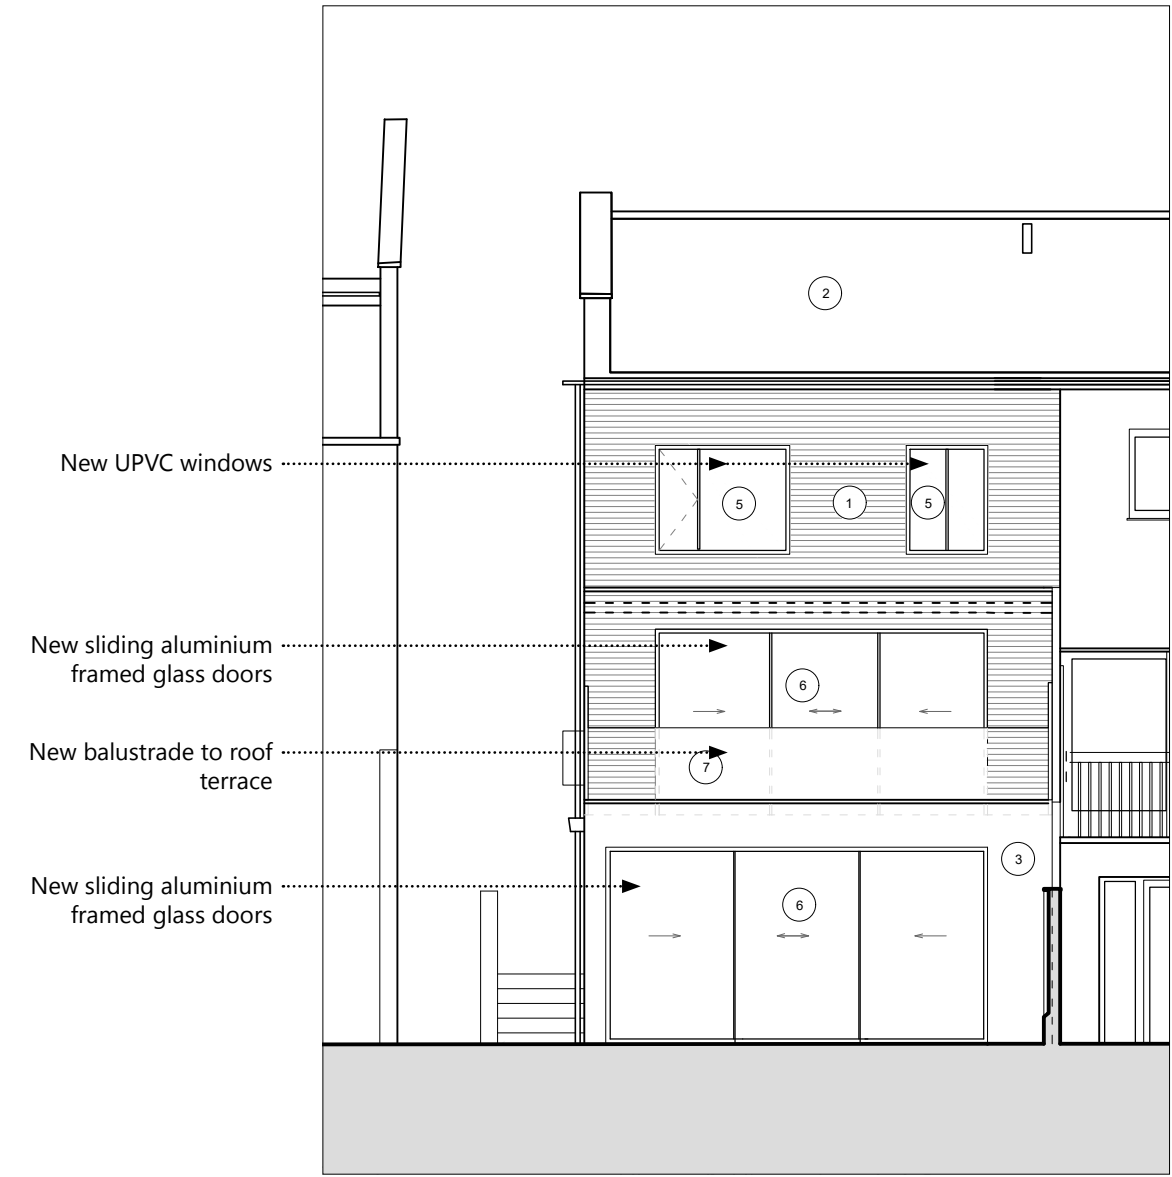 2
New UPVC windows
5
1
5
New sliding aluminium
framed glass doors
6
New balustrade to roof
terrace
7
3
New sliding aluminium
framed glass doors
6